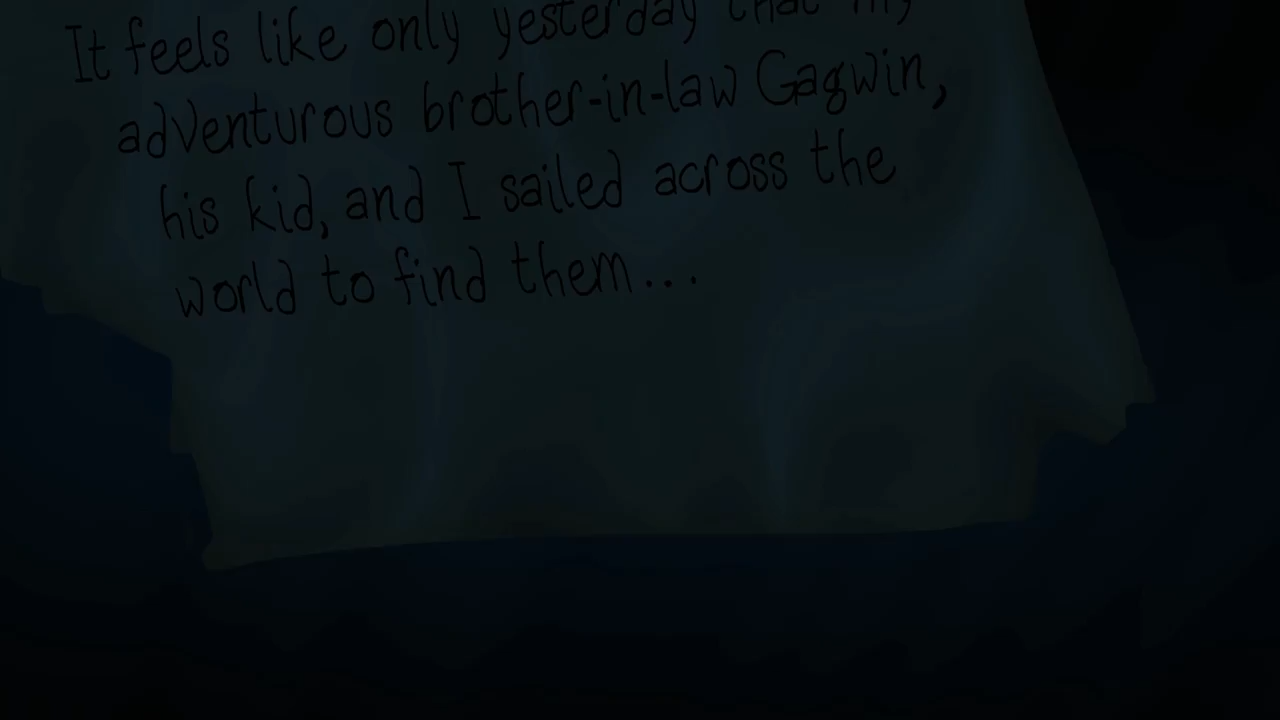 It feels like only yesterday that my
adventurous brother-in-law Gagwin,
his kid, and I sailed across the
world to find them...